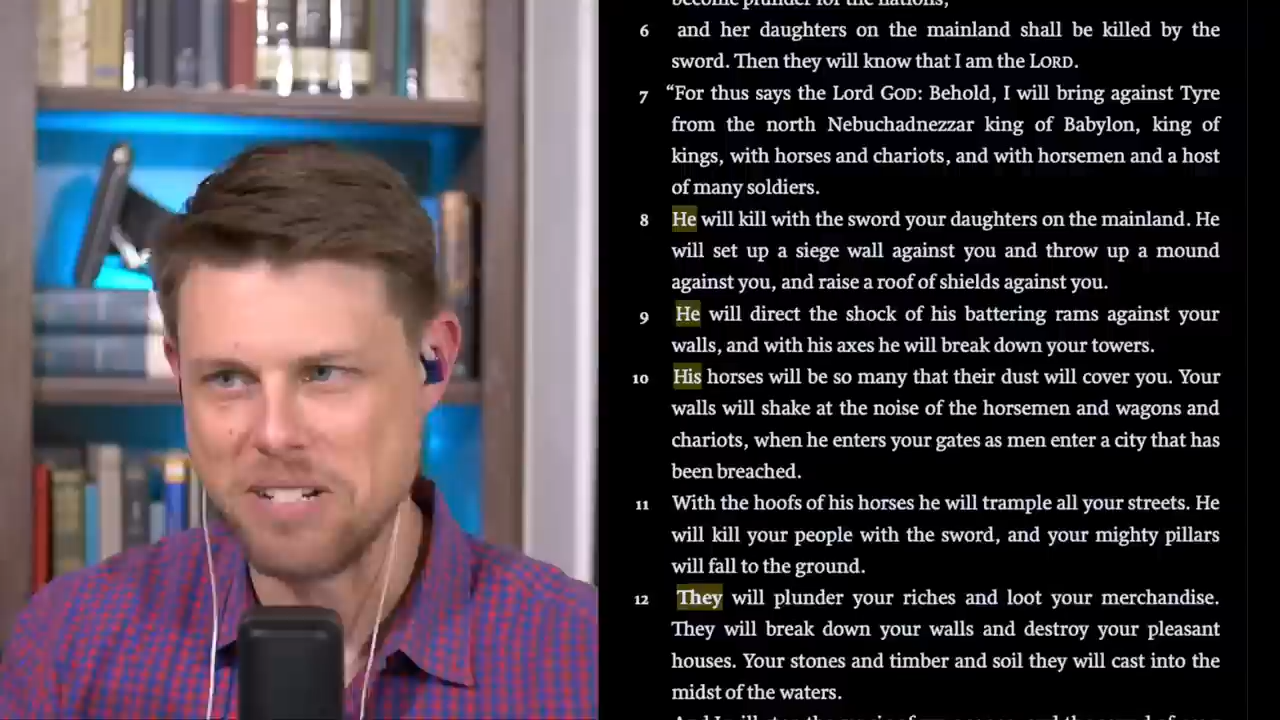 become plunder for the nations,
6 and her daughters on the mainland shall be killed by the
sword. Then they will know that I am the LORD.
7 “For thus says the Lord GOD: Behold, I will bring against Tyre
from the north Nebuchadnezzar king of Babylon, king of
kings, with horses and chariots, and with horsemen and a host
of many soldiers.
8 He will kill with the sword your daughters on the mainland. He
will set up a siege wall against you and throw up a mound
against you, and raise a roof of shields against you.
9 He will direct the shock of his battering rams against your
walls, and with his axes he will break down your towers.
10 His horses will be so many that their dust will cover you. Your
walls will shake at the noise of the horsemen and wagons and
chariots, when he enters your gates as men enter a city that has
been breached.
11 With the hoofs of his horses he will trample all your streets. He
will kill your people with the sword, and your mighty pillars
will fall to the ground.
12 They will plunder your riches and loot your merchandise.
They will break down your walls and destroy your pleasant
houses. Your stones and timber and soil they will cast into the
midst of the waters.